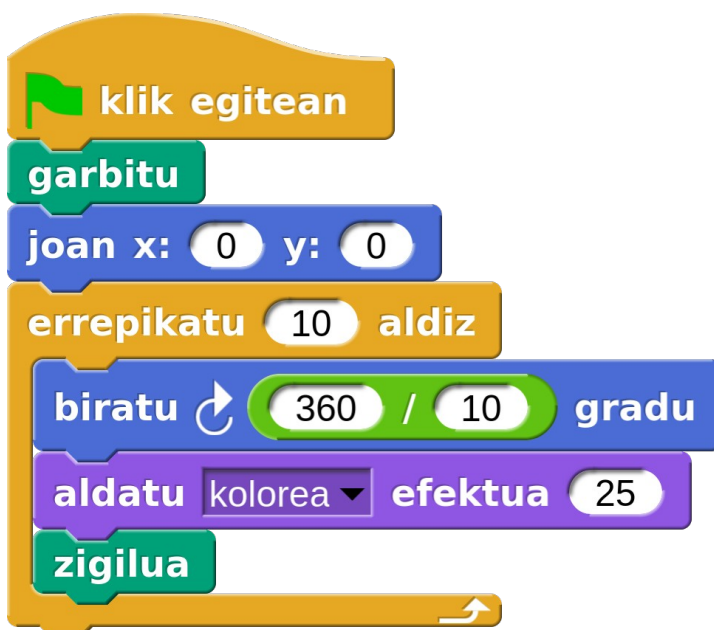 klik egitean
garbitu
joan x: 0 y: 0
errepikatu 10 aldiz
biratu 360 / 10 gradu
aldatu kolorea efektua 25
zigilua